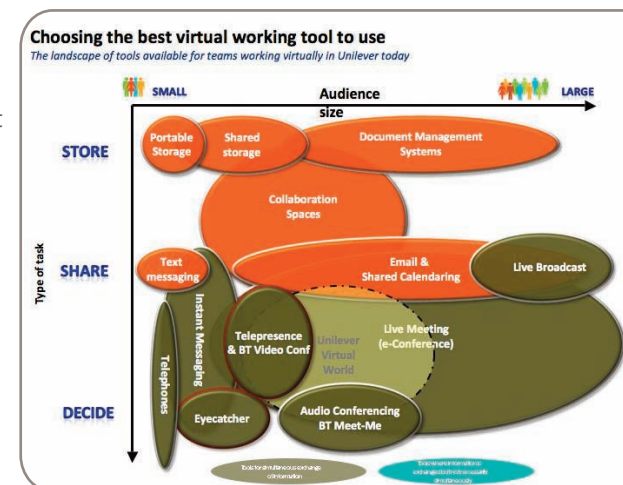 Choosing the best virtual working tool to use
The landscape of tools available for teams working virtually in Unilever today
SMALL
Audience
size
LARGE
Type of task
STORE
Portable
Storage
Shared
storage
Document Management
Systems
Collaboration
Spaces
SHARE
Text
messaging
Email &
Shared Calendaring
Live Broadcast
Instant Messaging
Telepresence
& BT Video Conf
Unilever
Virtual
World
Live Meeting
(e-Conference)
Telephones
DECIDE
Eyecatcher
Audio Conferencing
BT Meet-Me